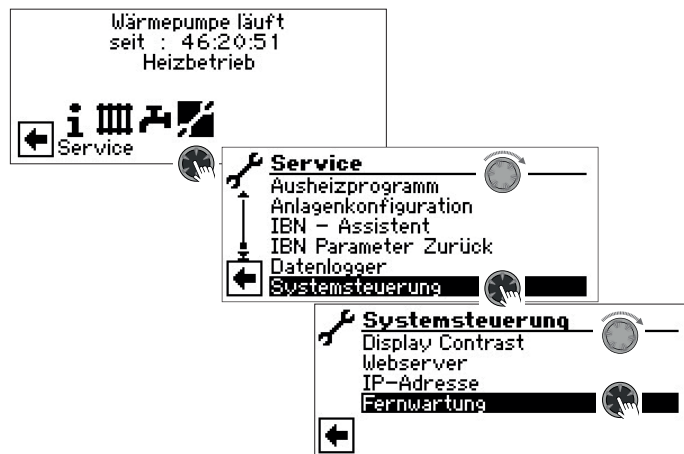 Wärmepumpe läuft
seit : 46:20:51
Heizbetrieb
Service
Service
Ausheizprogramm
Anlagenkonfiguration
IBN - Assistent
IBN Parameter Zurück
Datenlogger
Systemsteuerung
Systemsteuerung
Display Contrast
Webserver
IP-Adresse
Fernwartung